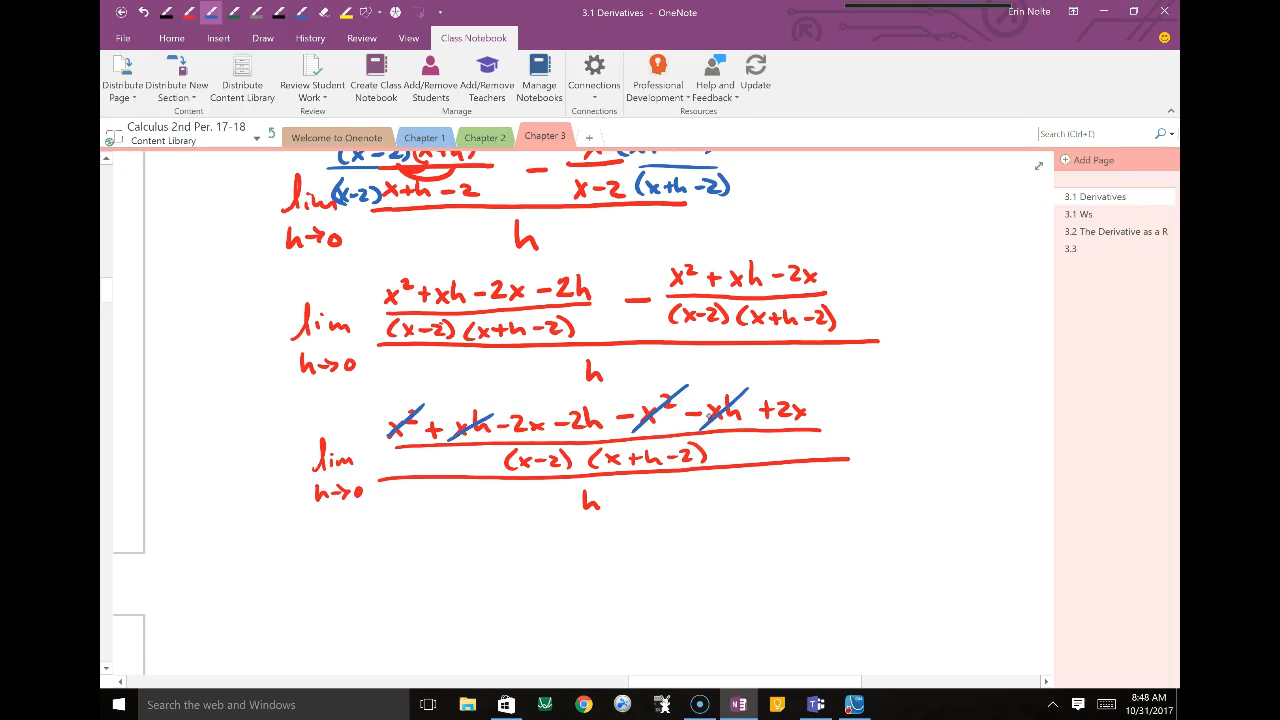 3.1 Derivatives - OneNote
Erin Nolte
File Home Insert Draw History Review View Class Notebook
Distribute Page Distribute New Section Distribute Content Library Review Student Work Create Class Notebook Add/Remove Students Add/Remove Teachers Manage Notebooks Connections Professional Development Help and Feedback Update
Content Review Manage Connections Resources
Calculus 2nd Per. 17-18
Content Library
Welcome to Onenote Chapter 1 Chapter 2 Chapter 3
Search (Ctrl+E)
Add Page
3.1 Derivatives
3.1 Ws
3.2 The Derivative as a R
3.3
(x-2)(x+h)
lim (x-2) x+h-2 - x-2 (x+h-2)
h→0 h
x²+xh-2x-2h - x²+xh-2x
lim (x-2)(x+h-2) (x-2)(x+h-2)
h→0 h
x²+xh-2x-2h-x²-xh+2x
lim (x-2)(x+h-2)
h→0 h
Search the web and Windows
8:48 AM
10/31/2017